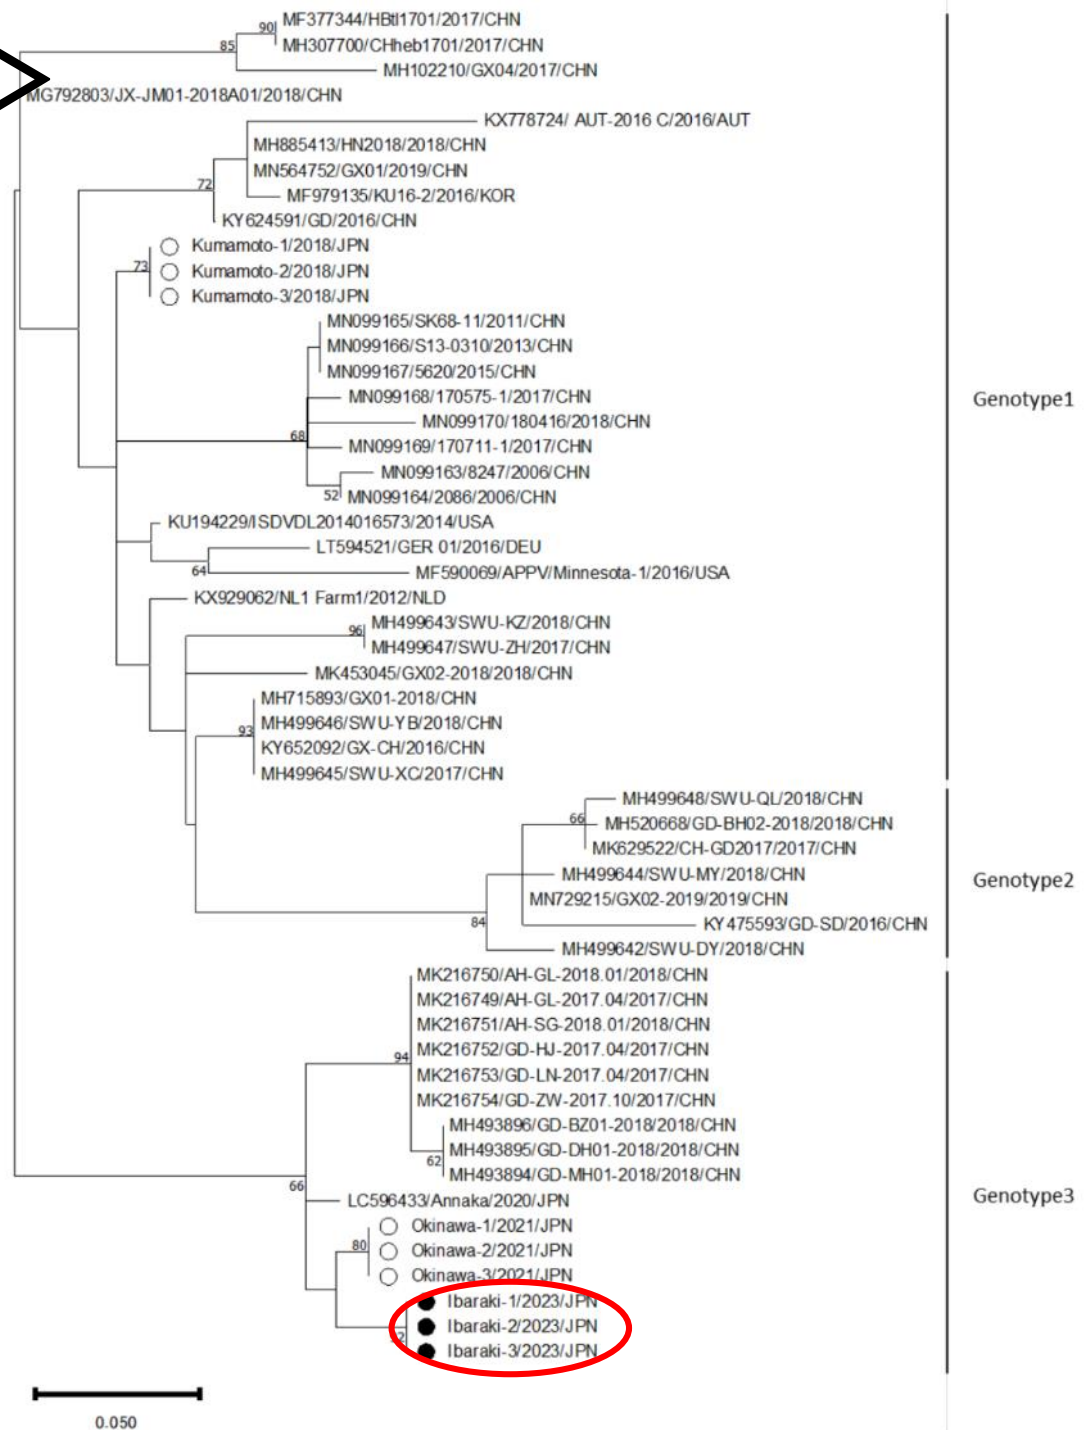 90 MF377344/HBtl1701/2017/CHN
85 MH307700/CHheb1701/2017/CHN
MH102210/GX04/2017/CHN
MG792803/JX-JM01-2018A01/2018/CHN
KX778724/ AUT-2016 C/2016/AUT
MH885413/HN2018/2018/CHN
MN564752/GX01/2019/CHN
72 MF979135/KU16-2/2016/KOR
KY624591/GD/2016/CHN
Kumamoto-1/2018/JPN
73 Kumamoto-2/2018/JPN
Kumamoto-3/2018/JPN
MN099165/SK68-11/2011/CHN
MN099166/S13-0310/2013/CHN
MN099167/5620/2015/CHN
MN099168/170575-1/2017/CHN
Genotype1
MN099170/180416/2018/CHN
68 MN099169/170711-1/2017/CHN
MN099163/8247/2006/CHN
52 MN099164/2086/2006/CHN
KU194229/ISDVDL2014016573/2014/USA
LT594521/GER 01/2016/DEU
64 MF590069/APPV/Minnesota-1/2016/USA
KX929062/NL1 Farm1/2012/NLD
96 MH499643/SWU-KZ/2018/CHN
MH499647/SWU-ZH/2017/CHN
MK453045/GX02-2018/2018/CHN
MH715893/GX01-2018/CHN
93 MH499646/SWU-YB/2018/CHN
KY652092/GX-CH/2016/CHN
MH499645/SWU-XC/2017/CHN
MH499648/SWU-QL/2018/CHN
66 MH520668/GD-BH02-2018/2018/CHN
MK629522/CH-GD2017/2017/CHN
MH499644/SWU-MY/2018/CHN
Genotype2
MN729215/GX02-2019/2019/CHN
84 KY475593/GD-SD/2016/CHN
MH499642/SWU-DY/2018/CHN
MK216750/AH-GL-2018.01/2018/CHN
MK216749/AH-GL-2017.04/2017/CHN
MK216751/AH-SG-2018.01/2018/CHN
94 MK216752/GD-HJ-2017.04/2017/CHN
MK216753/GD-LN-2017.04/2017/CHN
MK216754/GD-ZW-2017.10/2017/CHN
MH493896/GD-BZ01-2018/2018/CHN
MH493895/GD-DH01-2018/2018/CHN
62 MH493894/GD-MH01-2018/2018/CHN
66 LC596433/Annaka/2020/JPN
Genotype3
Okinawa-1/2021/JPN
80 Okinawa-2/2021/JPN
Okinawa-3/2021/JPN
Ibaraki-1/2023/JPN
Ibaraki-2/2023/JPN
Ibaraki-3/2023/JPN
0.050